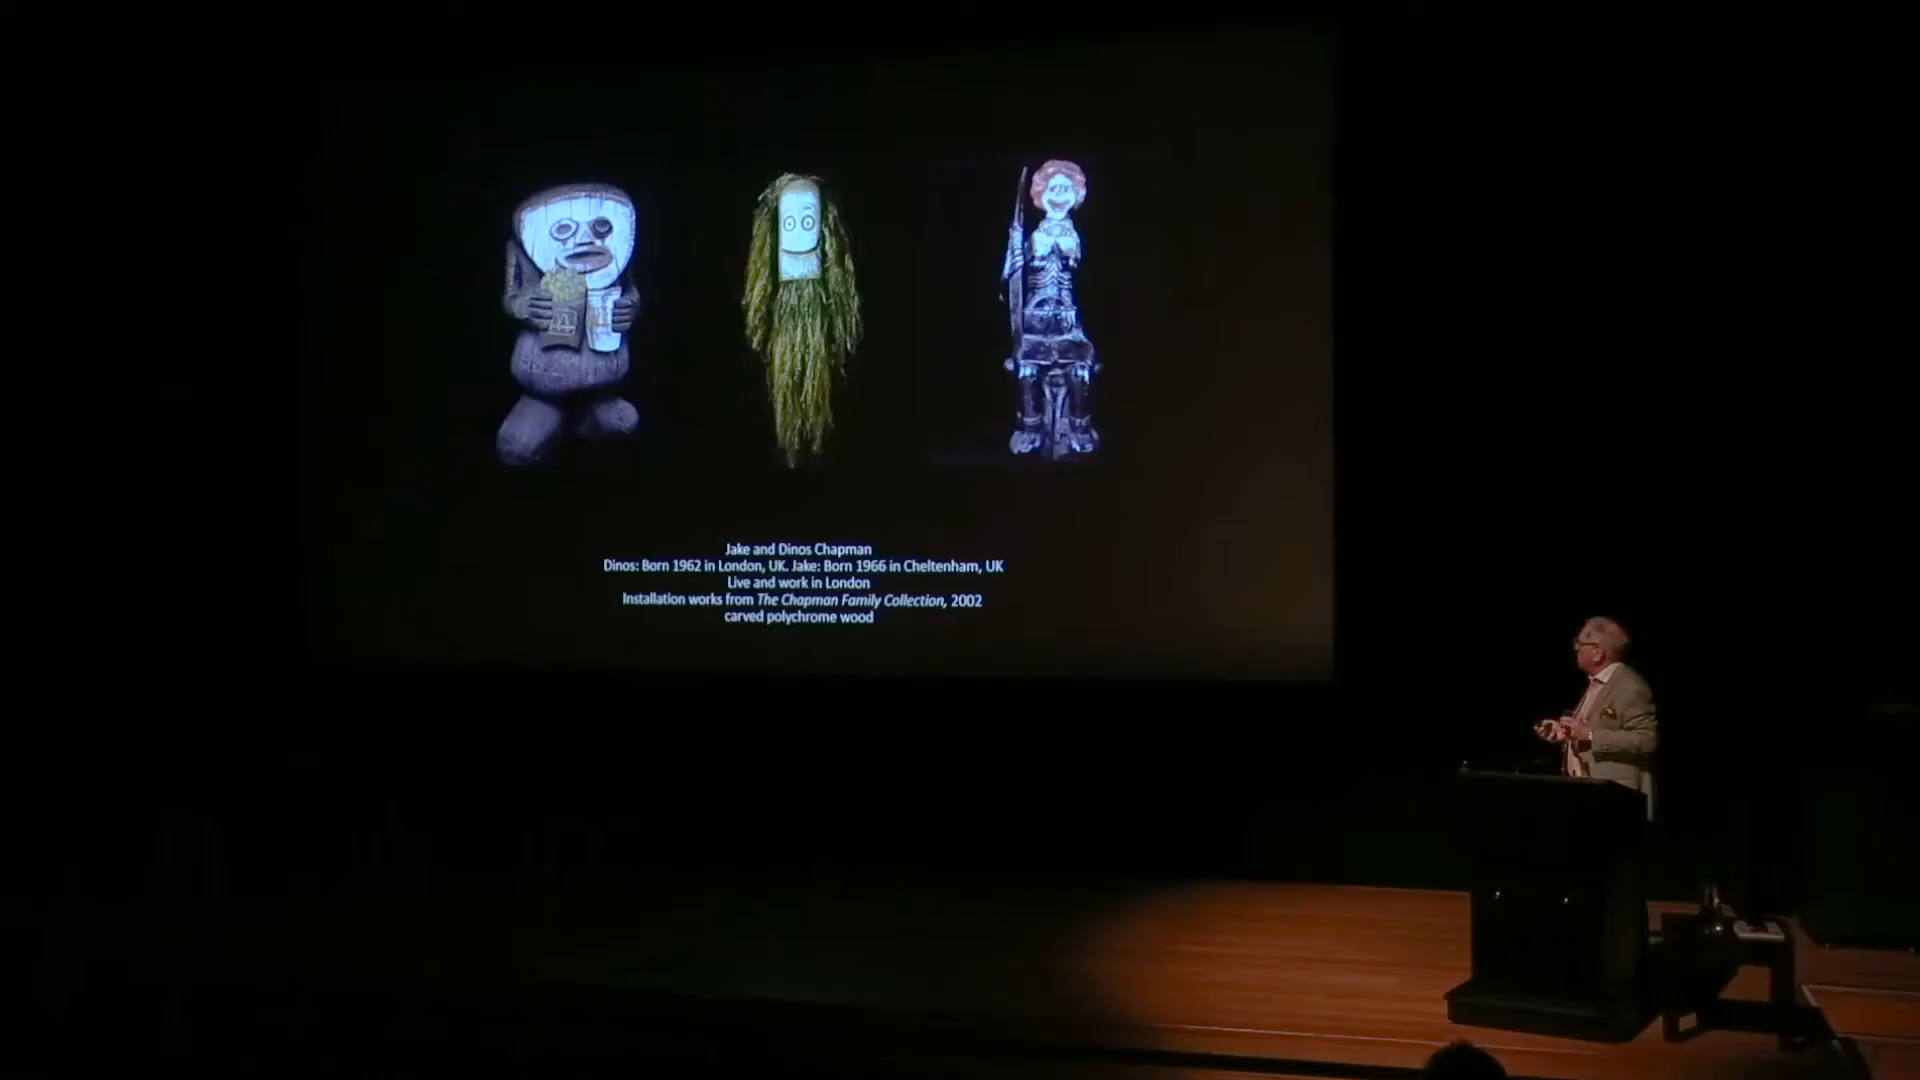 Jake and Dinos Chapman
Dinos: Born 1962 in London, UK. Jake: Born 1966 in Cheltenham, UK
Live and work in London
Installation works from The Chapman Family Collection, 2002
carved polychrome wood